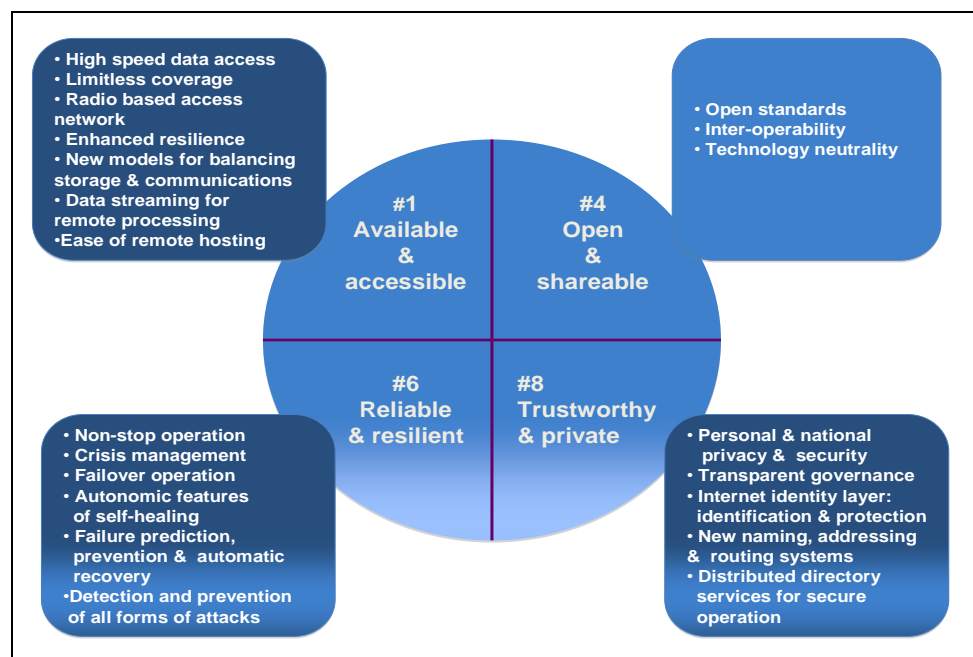 • High speed data access
• Limitless coverage
• Radio based access
network
• Enhanced resilience
• New models for balancing
storage & communications
• Data streaming for
remote processing
•Ease of remote hosting
• Open standards
• Inter-operability
• Technology neutrality
#1
Available
&
accessible
#4
Open
&
shareable
#6
Reliable
& resilient
#8
Trustworthy
& private
• Non-stop operation
• Crisis management
• Failover operation
• Autonomic features
of self-healing
• Failure prediction,
prevention & automatic
recovery
•Detection and prevention
of all forms of attacks
• Personal & national
privacy & security
• Transparent governance
• Internet identity layer:
identification & protection
• New naming, addressing
& routing systems
• Distributed directory
services for secure
operation